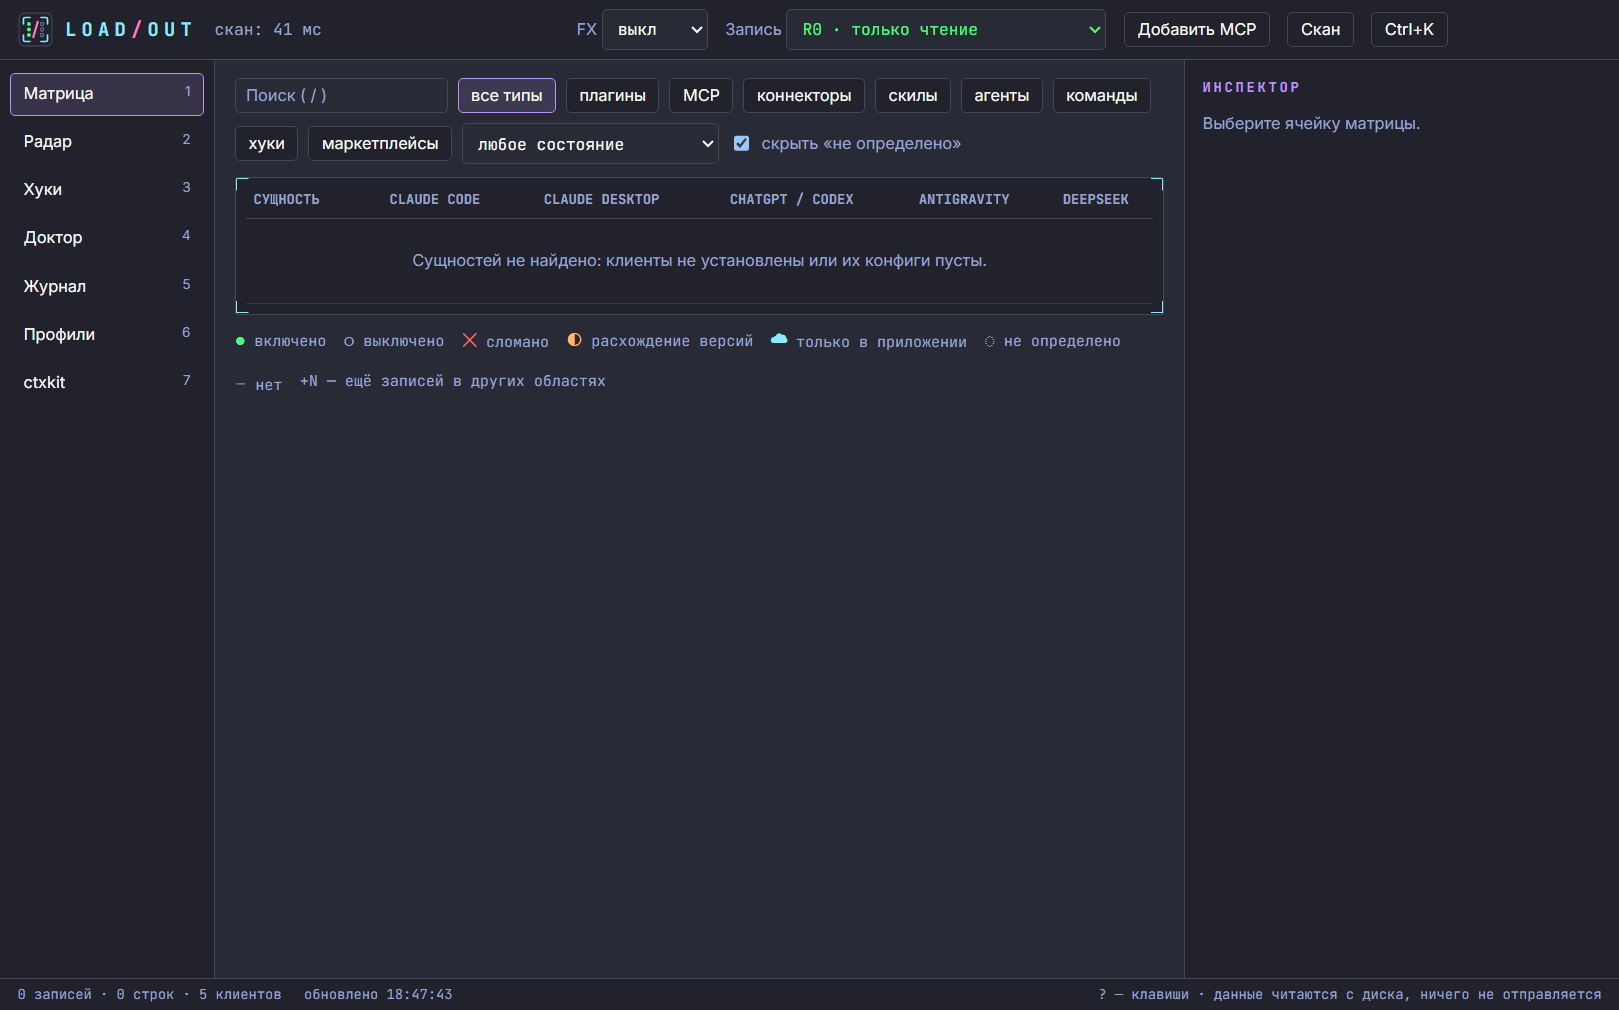 LOAD/OUT скан: 41 мс FX выкл Запись R0 · только чтение Добавить MCP Скан Ctrl+K
Матрица 1
Радар 2
Хуки 3
Доктор 4
Журнал 5
Профили 6
ctxkit 7
Поиск ( / ) все типы плагины MCP коннекторы скилы агенты команды
хуки маркетплейсы любое состояние скрыть «не определено»
СУЩНОСТЬ CLAUDE CODE CLAUDE DESKTOP CHATGPT / CODEX ANTIGRAVITY DEEPSEEK
Сущностей не найдено: клиенты не установлены или их конфиги пусты.
включено выключено сломано расхождение версий только в приложении не определено
— нет +N — ещё записей в других областях
ИНСПЕКТОР
Выберите ячейку матрицы.
0 записей · 0 строк · 5 клиентов обновлено 18:47:43
? — клавиши · данные читаются с диска, ничего не отправляется